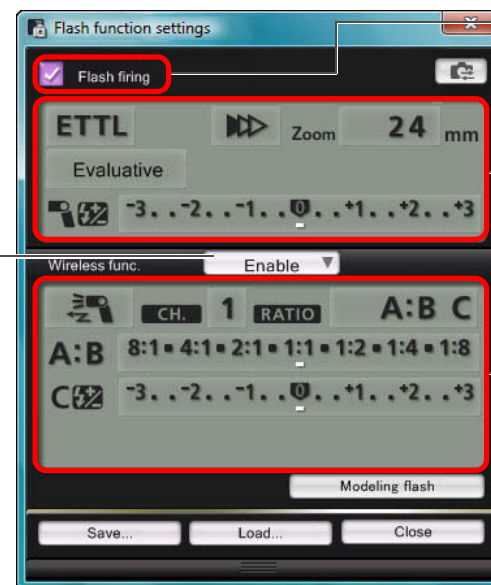 Flash function settings
Flash firing
ETTL Zoom 24 mm
Evaluative
-3..-2..-1..0..+1..+2..+3
Wireless func. Enable
CH. 1 RATIO A:B C
A:B 8:1▪4:1▪2:1▪1:1▪1:2▪1:4▪1:8
C -3..-2..-1..0..+1..+2..+3
Modeling flash
Save... Load... Close